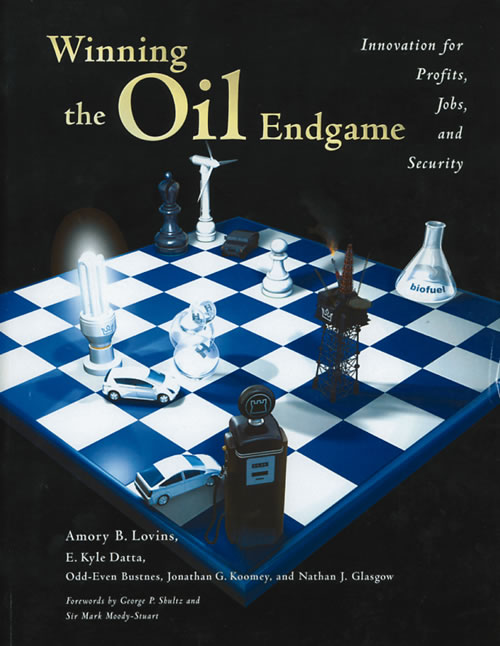 Winning
the Oil Endgame
Innovation for
Profits,
Jobs,
and
Security
biofuel
Amory B. Lovins,
E. Kyle Datta,
Odd-Even Bustnes, Jonathan G. Koomey, and Nathan J. Glasgow
Forewords by George P. Shultz and
Sir Mark Moody-Stuart